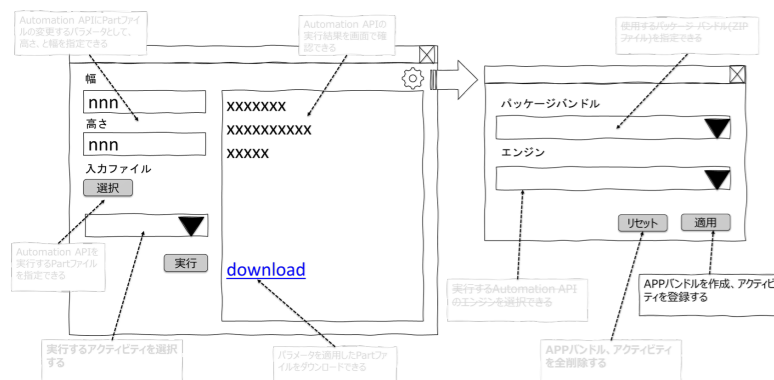 Automation APIにPartファイ
ルの変更するパラメータとして、
高さ、と幅を指定できる
Automation APIの
実行結果を画面で確
認できる
使用するパッケージ バンドル(ZIP
ファイル)を指定できる
幅
nnn
高さ
nnn
入力ファイル
選択
実行
xxxxxxx
xxxxxxxxxx
xxxxx
download
パッケージバンドル
エンジン
リセット
適用
Automation APIを
実行するPartファイル
を指定できる
実行するアクティビティを選択
する
パラメータを適用したPartファ
イルをダウンロードできる
実行するAutomation API
のエンジンを選択できる
APPバンドルを作成、アクティビ
ティを登録する
APPバンドル、アクティビティ
を全削除する